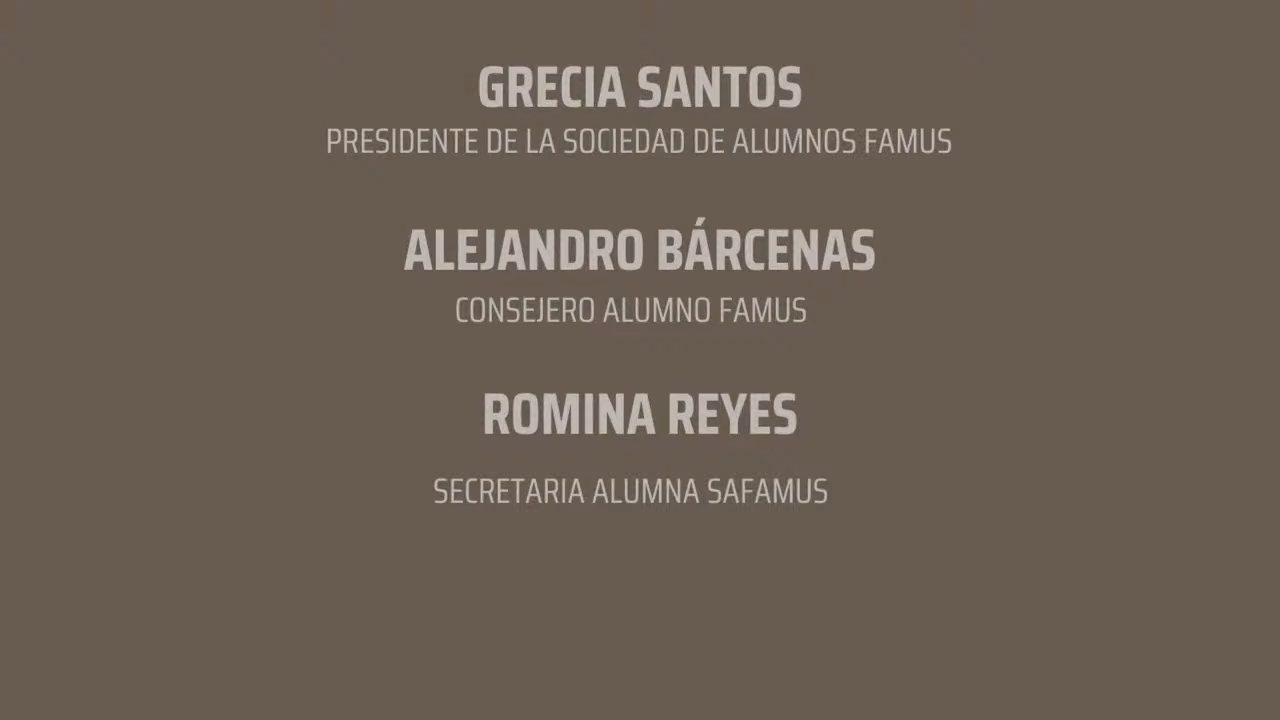 GRECIA SANTOS
PRESIDENTE DE LA SOCIEDAD DE ALUMNOS FAMUS
ALEJANDRO BÁRCENAS
CONSEJERO ALUMNO FAMUS
ROMINA REYES
SECRETARIA ALUMNA SAFAMUS